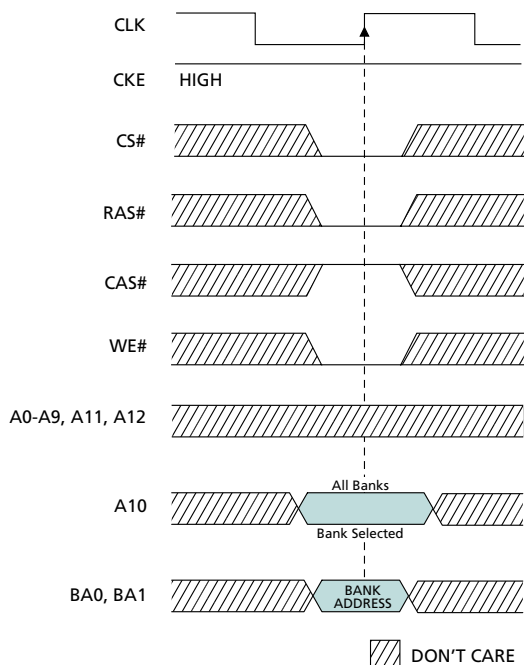 CLK
CKE HIGH
CS#
RAS#
CAS#
WE#
A0-A9, A11, A12
All Banks
A10
Bank Selected
BA0, BA1
BANK
ADDRESS
DON'T CARE